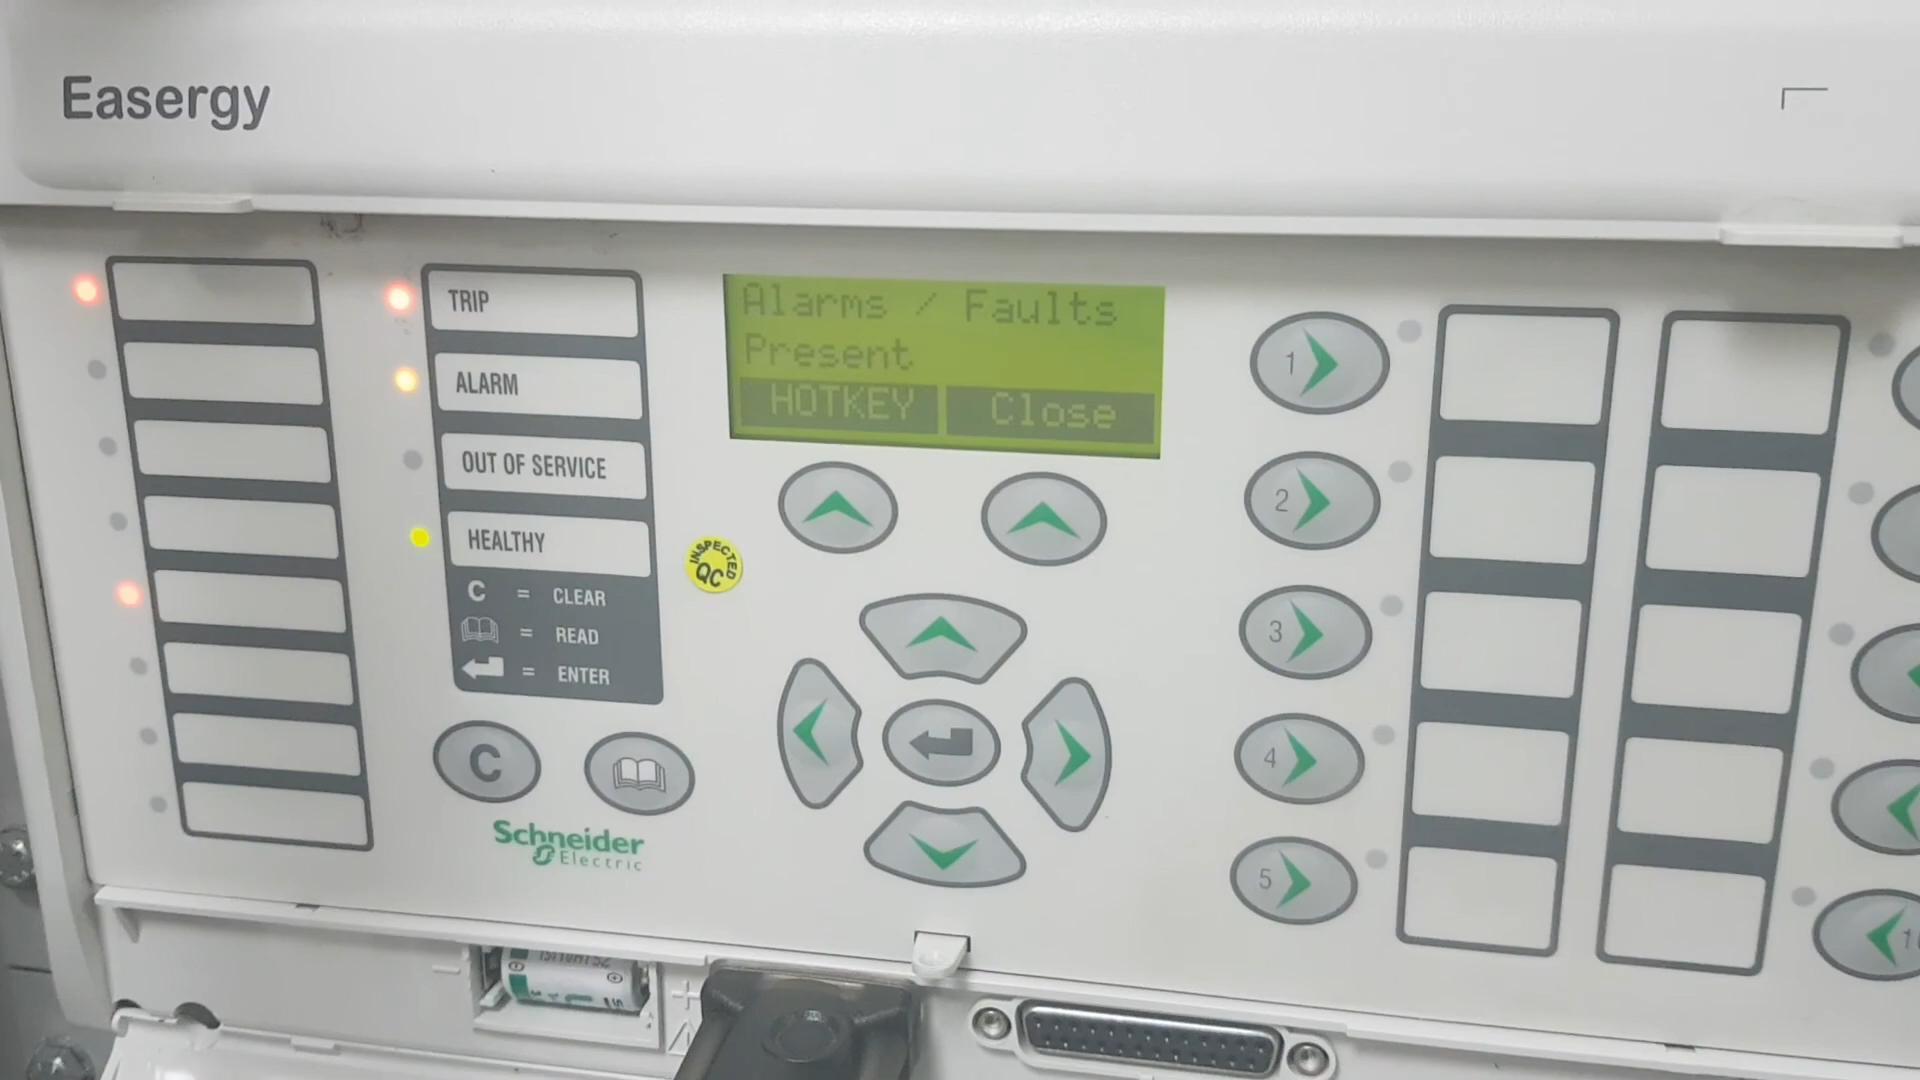 Easergy
TRIP
ALARM
OUT OF SERVICE
HEALTHY
C = CLEAR
= READ
= ENTER
C
Schneider
Electric
INSPECTED
QC
Alarms / Faults
Present
HOTKEY Close
1
2
3
4
5